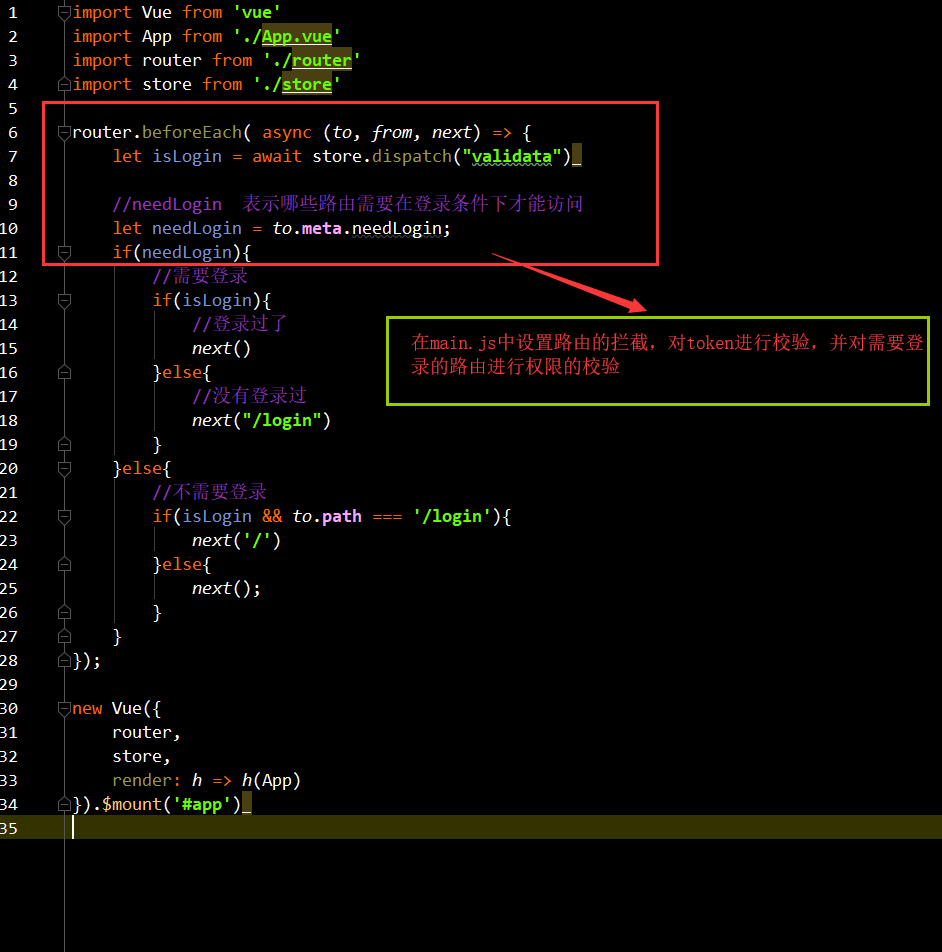 1 import Vue from 'vue'
2 import App from './App.vue'
3 import router from './router'
4 import store from './store'
5
6 router.beforeEach( async (to, from, next) => {
7     let isLogin = await store.dispatch("validata")
8
9     //needLogin  表示哪些路由需要在登录条件下才能访问
10     let needLogin = to.meta.needLogin;
11     if(needLogin){
12         //需要登录
13         if(isLogin){
14             //登录过了
15             next()
16         }else{
17             //没有登录过
18             next("/login")
19         }
20     }else{
21         //不需要登录
22         if(isLogin && to.path === '/login'){
23             next('/')
24         }else{
25             next();
26         }
27     }
28 });
29
30 new Vue({
31     router,
32     store,
33     render: h => h(App)
34 }).$mount('#app')
35
在main.js中设置路由的拦截，对token进行校验，并对需要登
录的路由进行权限的校验